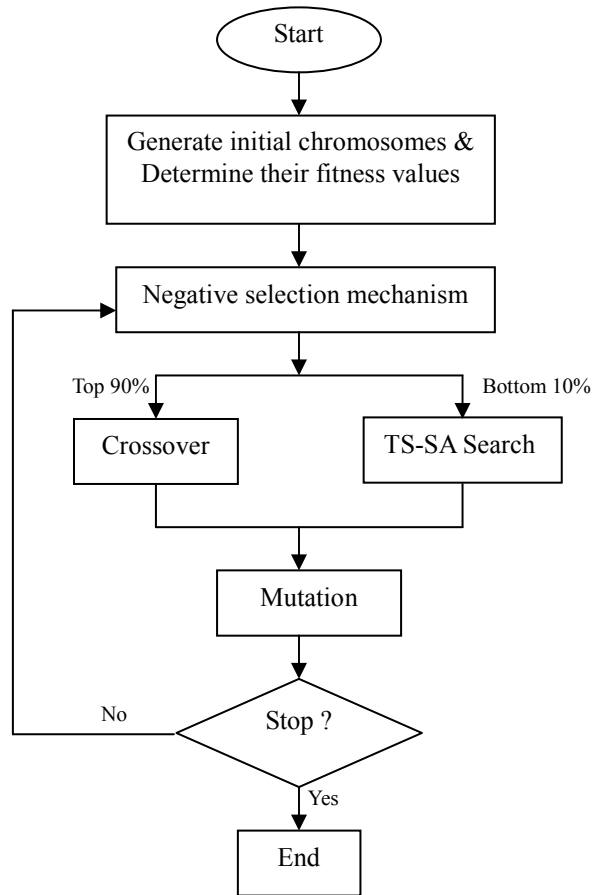 Start
Generate initial chromosomes &
Determine their fitness values
Negative selection mechanism
Top 90%
Bottom 10%
Crossover
TS-SA Search
Mutation
No
Stop ?
Yes
End